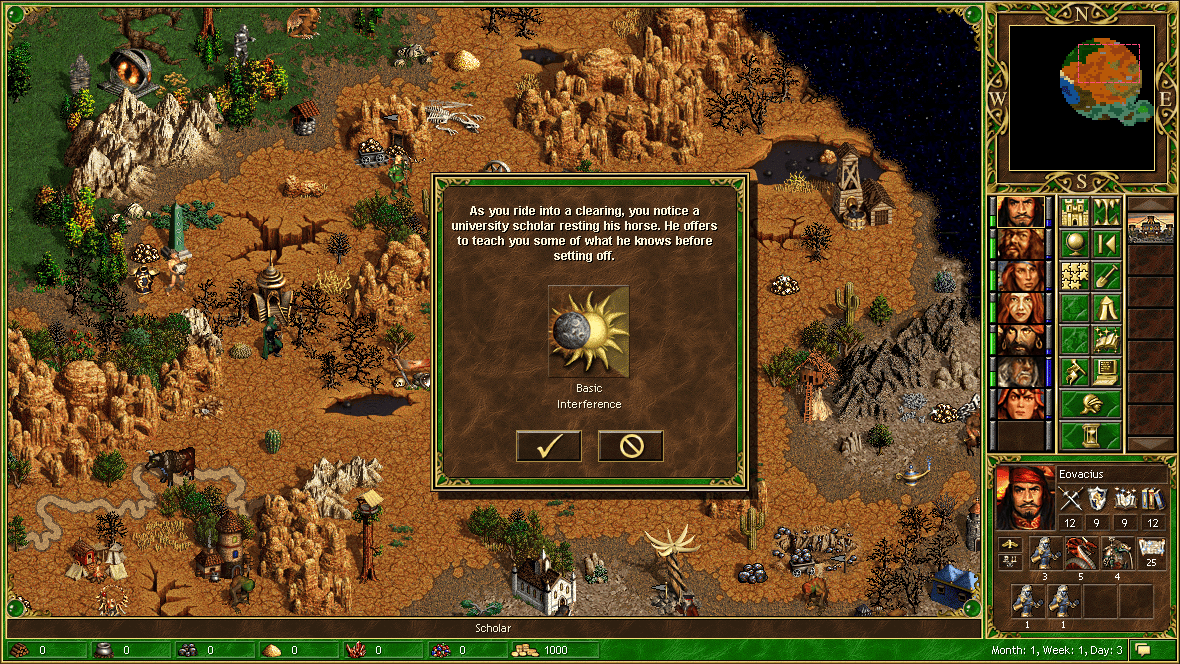 N
W
E
S
As you ride into a clearing, you notice a
university scholar resting his horse. He offers
to teach you some of what he knows before
setting off.
Basic
Interference
Eovacius
12 9 9 12
3 5 4 25
1 1
Scholar
0 0 0 0 0 0 1000
Month: 1, Week: 1, Day: 3